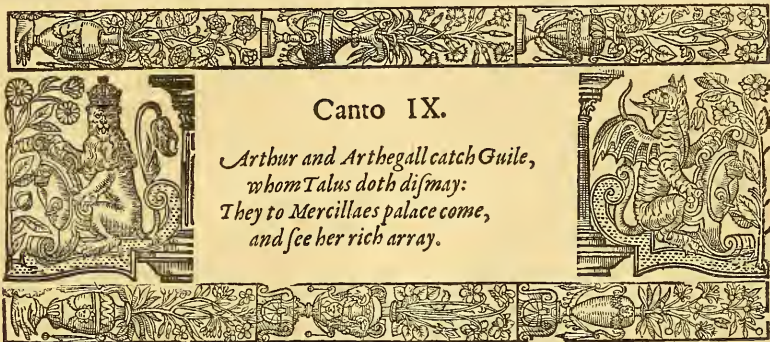 Canto IX.
Arthur and Arthegall catch Guile,
whom Talus doth diſmay:
They to Mercillaes palace come,
and ſee her rich array.